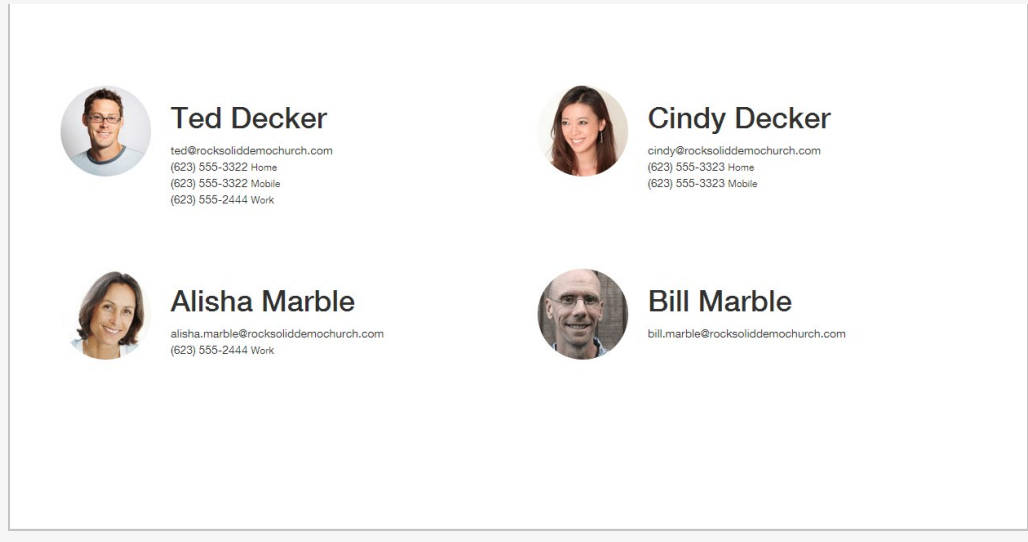 Ted Decker
ted@rocksoliddemochurch.com
(623) 555-3322 Home
(623) 555-3322 Mobile
(623) 555-2444 Work
Cindy Decker
cindy@rocksoliddemochurch.com
(623) 555-3323 Home
(623) 555-3323 Mobile
Alisha Marble
alisha.marble@rocksoliddemochurch.com
(623) 555-2444 Work
Bill Marble
bill.marble@rocksoliddemochurch.com